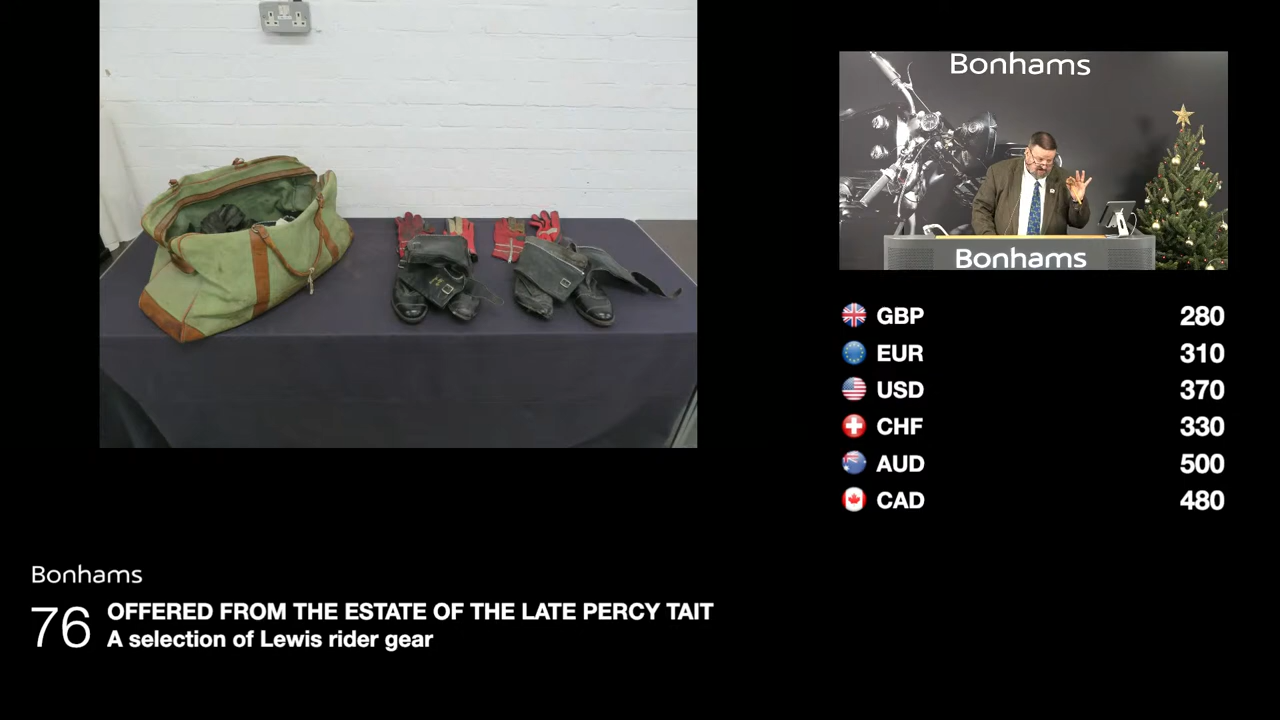 Bonhams
Bonhams
GBP 280
EUR 310
USD 370
CHF 330
AUD 500
CAD 480
Bonhams
76 OFFERED FROM THE ESTATE OF THE LATE PERCY TAIT
A selection of Lewis rider gear